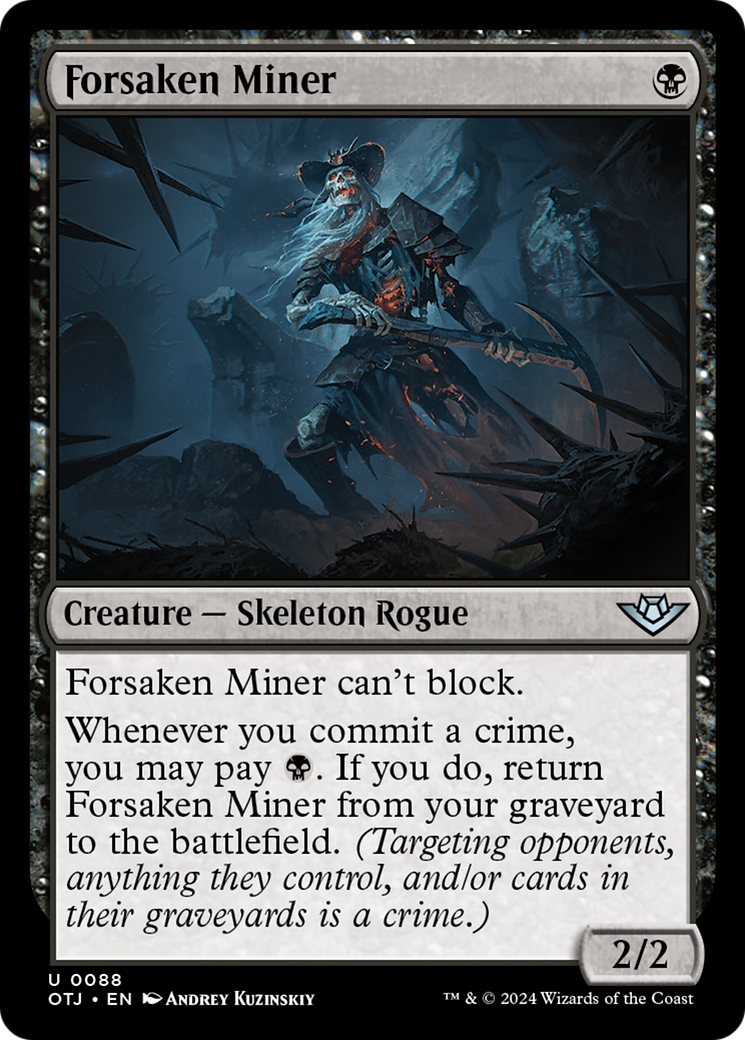 Forsaken Miner
Creature — Skeleton Rogue
Forsaken Miner can't block.
Whenever you commit a crime,
you may pay . If you do, return
Forsaken Miner from your graveyard
to the battlefield. (Targeting opponents,
anything they control, and/or cards in
their graveyards is a crime.)
2/2
U 0088
OTJ • EN Andrey Kuzinskiy
™ & © 2024 Wizards of the Coast